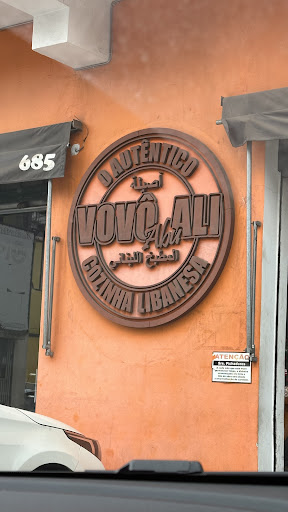 685
O AUTÊNTICO
أصيلة
VOVÔ ALI
Abu
المطبخ اللبناني
COZINHA LIBANESA
ATENÇÃO